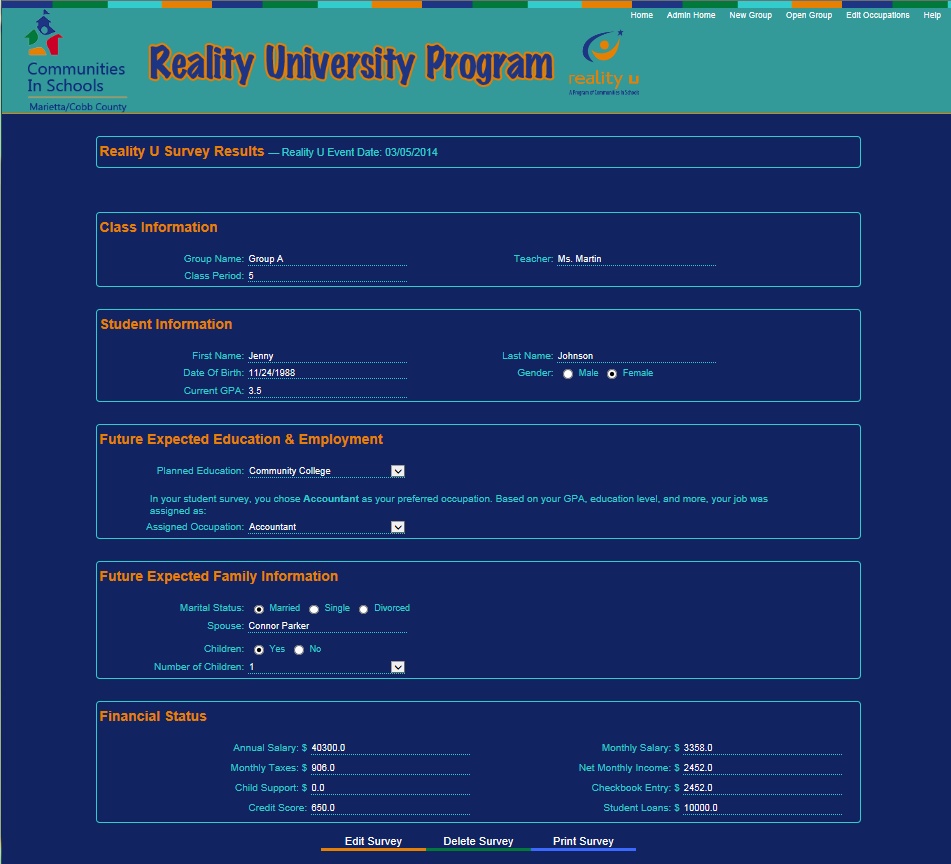 Home Admin Home New Group Open Group Edit Occupations Help
Communities
In Schools
Marietta/Cobb County
Reality University Program
reality u
A Program of Communities In Schools
Reality U Survey Results — Reality U Event Date: 03/05/2014
Class Information
Group Name: Group A Teacher: Ms. Martin
Class Period: 5
Student Information
First Name: Jenny Last Name: Johnson
Date Of Birth: 11/24/1988 Gender: Male Female
Current GPA: 3.5
Future Expected Education & Employment
Planned Education: Community College
In your student survey, you chose Accountant as your preferred occupation. Based on your GPA, education level, and more, your job was
assigned as:
Assigned Occupation: Accountant
Future Expected Family Information
Marital Status: Married Single Divorced
Spouse: Connor Parker
Children: Yes No
Number of Children: 1
Financial Status
Annual Salary: $ 40300.0 Monthly Salary: $ 3358.0
Monthly Taxes: $ 906.0 Net Monthly Income: $ 2452.0
Child Support: $ 0.0 Checkbook Entry: $ 2452.0
Credit Score: 650.0 Student Loans: $ 10000.0
Edit Survey Delete Survey Print Survey